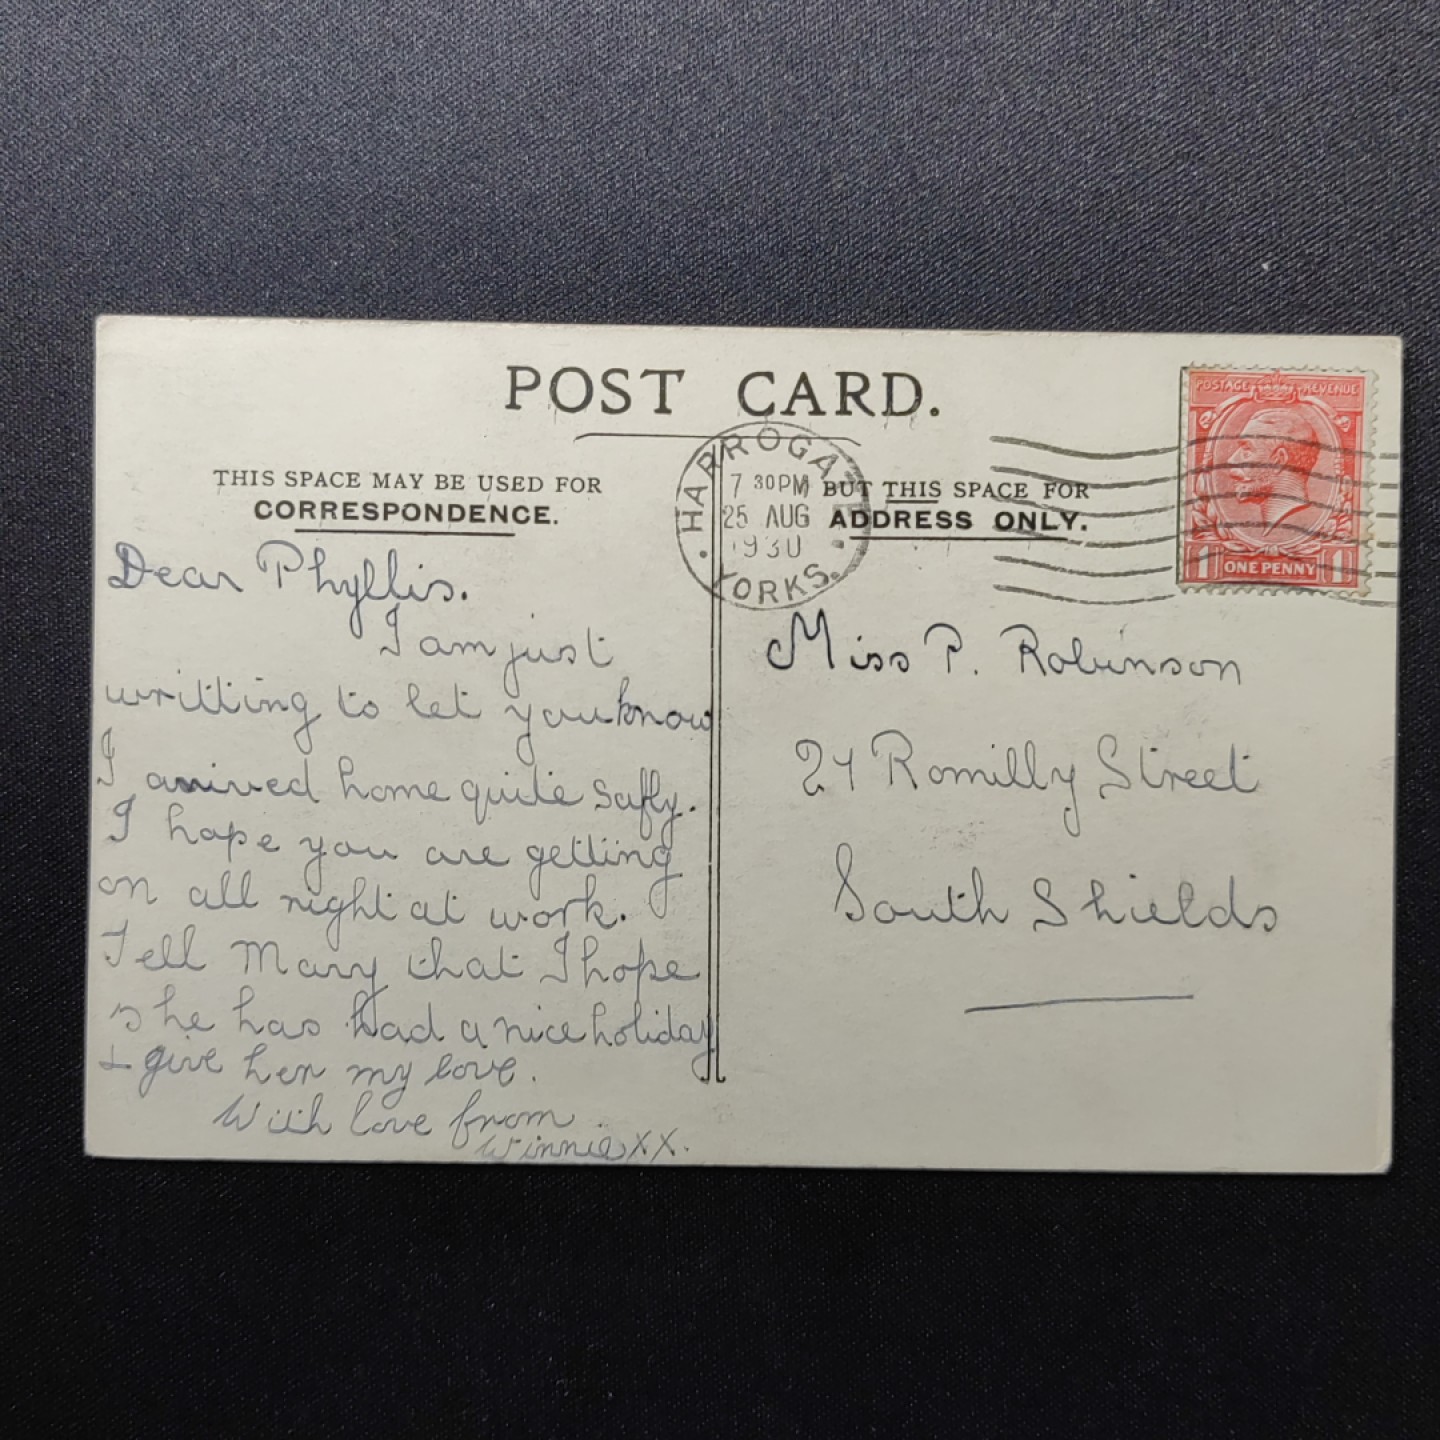 POST CARD.
THIS SPACE MAY BE USED FOR
CORRESPONDENCE.
BUT THIS SPACE FOR
ADDRESS ONLY.
HARROGATE
7 30PM
25 AUG
1930
YORKS.
POSTAGE REVENUE
1 ONE PENNY 1
Dear Phyllis.
I am just
writting to let you know
I arrived home quite safly.
I hope you are getting
on all right at work.
Tell Mary that I hope
she has had a nice holiday
& give her my love.
With love from
Winnie XX.
Miss P. Robinson
24 Romilly Street
South Shields